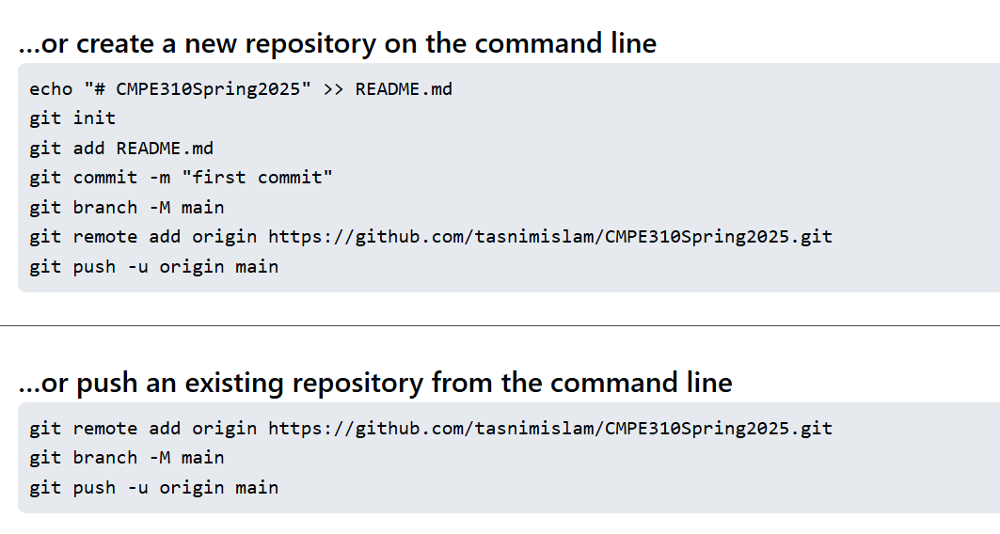 ...or create a new repository on the command line
echo "# CMPE310Spring2025" >> README.md
git init
git add README.md
git commit -m "first commit"
git branch -M main
git remote add origin https://github.com/tasnimislam/CMPE310Spring2025.git
git push -u origin main
...or push an existing repository from the command line
git remote add origin https://github.com/tasnimislam/CMPE310Spring2025.git
git branch -M main
git push -u origin main